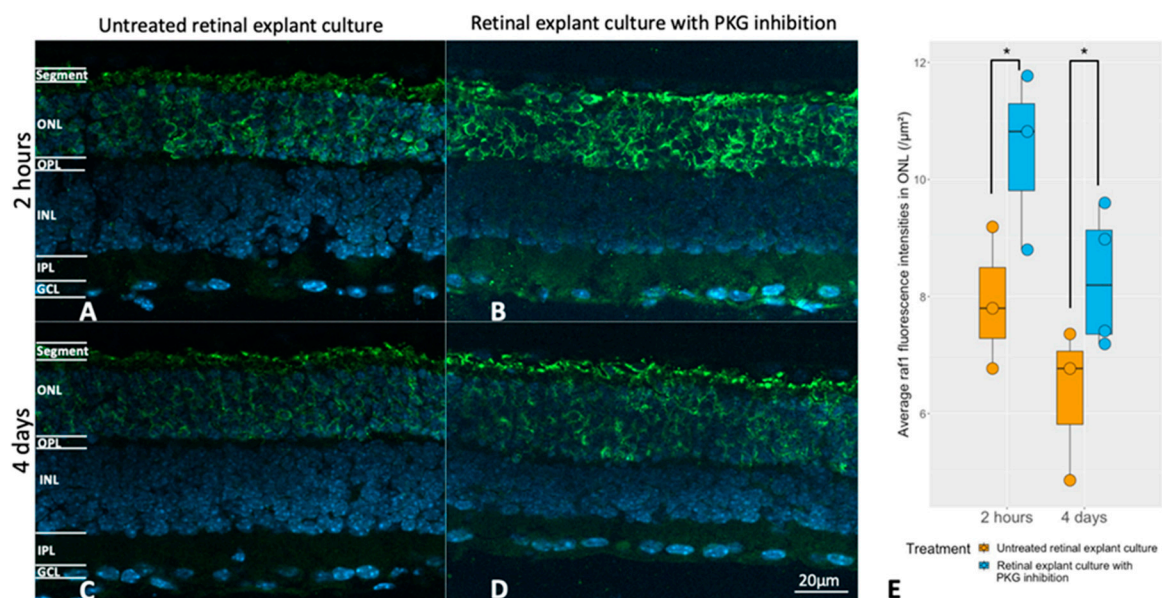 Untreated retinal explant culture
Retinal explant culture with PKG inhibition
2 hours
Segment
ONL
OPL
INL
IPL
GCL
A
B
4 days
Segment
ONL
OPL
INL
IPL
GCL
C
D
20μm
Average raf1 fluorescence intensities in ONL (/μm²)
12
10
8
6
*
*
2 hours
4 days
Treatment
Untreated retinal explant culture
Retinal explant culture with
PKG inhibition
E